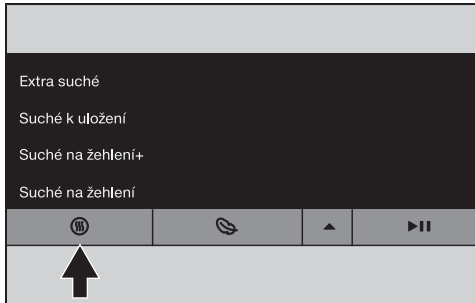 Extra suché
Suché k uložení
Suché na žehlení+
Suché na žehlení